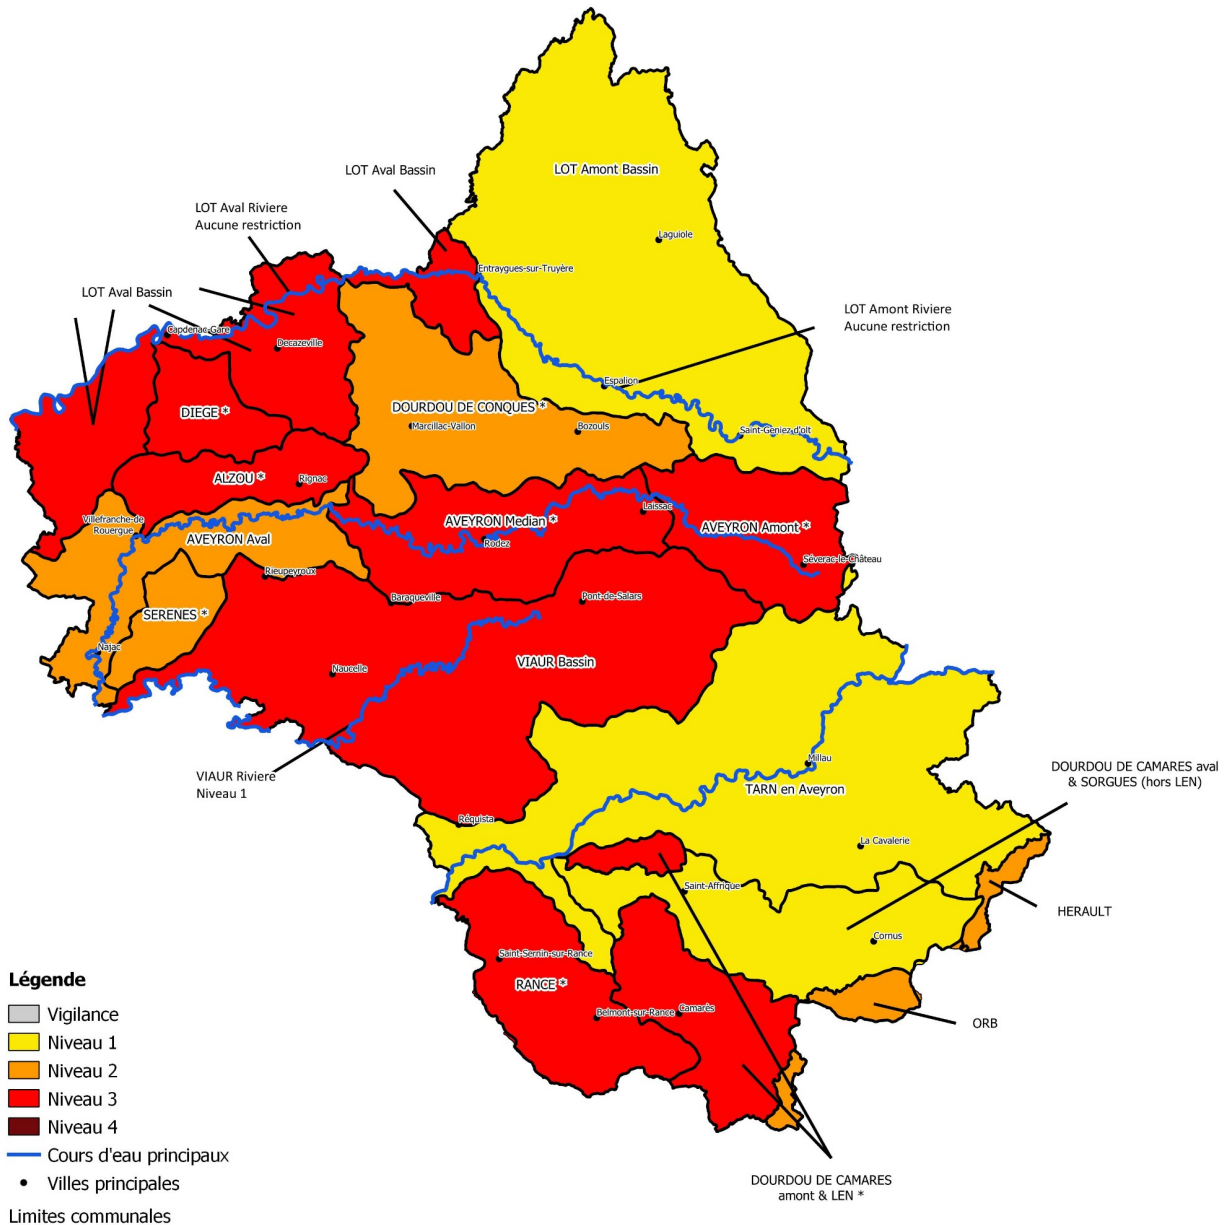 LOT Aval Bassin
LOT Amont Bassin
LOT Aval Riviere
Aucune restriction
Laguiole
Entraygues-sur-Truyère
LOT Aval Bassin
LOT Amont Riviere
Aucune restriction
Capdenac-Gare
Decazeville
Espalion
DIEGE *
DOURDOU DE CONQUES *
Marcillac-Vallon
Bozouls
Saint-Geniez d'olt
ALZOU *
Rignac
Villefranche-de
Rouergue
AVEYRON Aval
AVEYRON Median *
Rodez
Laissac
AVEYRON Amont *
Séverac-le-Château
Rieupeyroux
Baraqueville
Pont-de-Salars
SERENES *
Najac
Naucelle
VIAUR Bassin
VIAUR Riviere
Niveau 1
Millau
TARN en Aveyron
DOURDOU DE CAMARES aval
& SORGUES (hors LEN)
Réquista
La Cavalerie
Saint-Affrique
HERAULT
Cornus
Saint-Sernin-sur-Rance
RANCE *
Belmont-sur-Rance
Camarès
ORB
DOURDOU DE CAMARES
amont & LEN *
Légende
Vigilance
Niveau 1
Niveau 2
Niveau 3
Niveau 4
Cours d'eau principaux
Villes principales
Limites communales